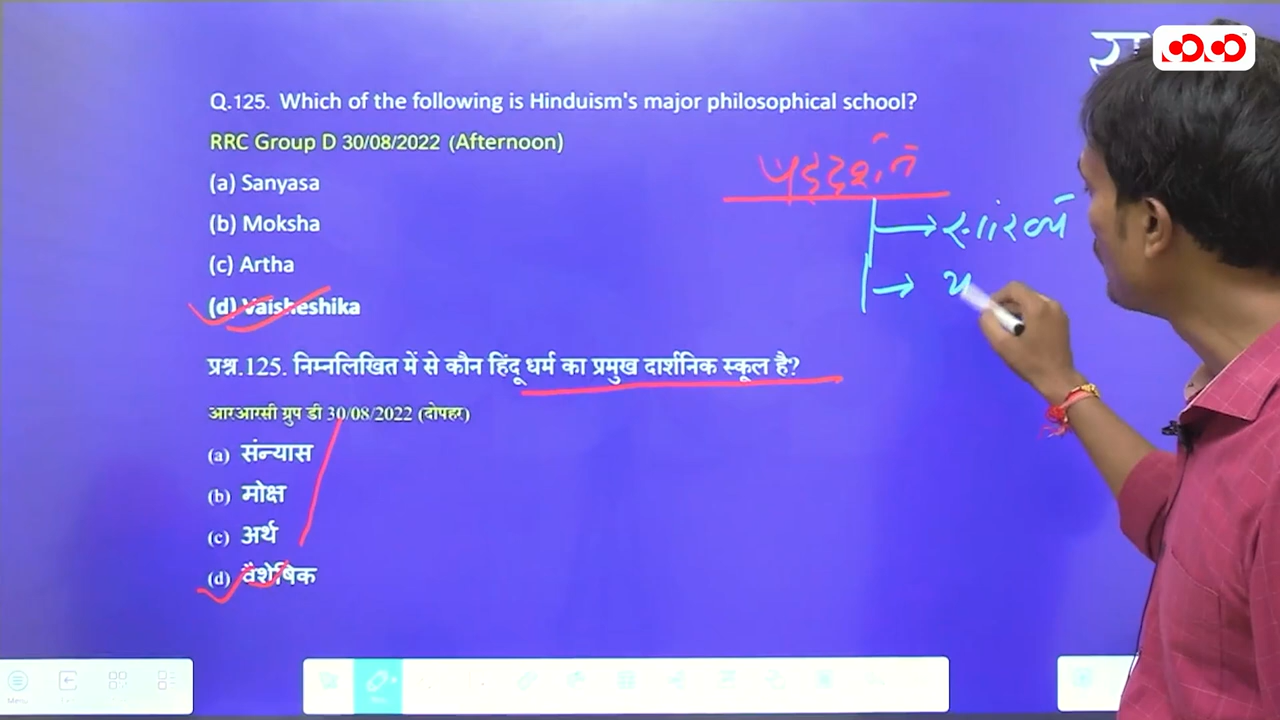 Q.125. Which of the following is Hinduism's major philosophical school?
RRC Group D 30/08/2022 (Afternoon)
(a) Sanyasa
(b) Moksha
(c) Artha
(d) Vaisheshika
षड्दर्शन
सांख्य
प्रश्न.125. निम्नलिखित में से कौन हिंदू धर्म का प्रमुख दार्शनिक स्कूल है?
आरआरसी ग्रुप डी 30/08/2022 (दोपहर)
(a) संन्यास
(b) मोक्ष
(c) अर्थ
(d) वैशेषिक
Menu